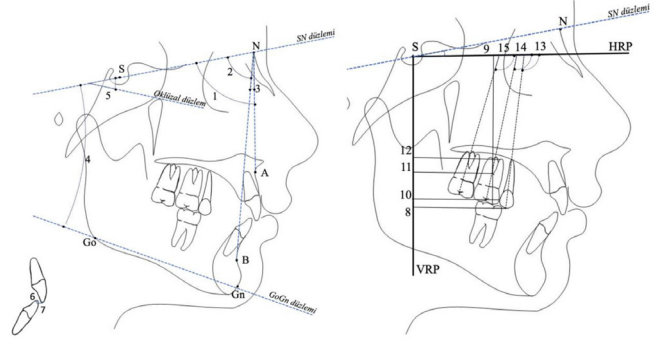 SN düzlemi
N
S
2
3
1
5
Oklüzal düzlem
4
A
Go
B
Gn
GoGn düzlemi
6
7
SN düzlemi
N
S
9 15 14 13
HRP
12
11
10
8
VRP